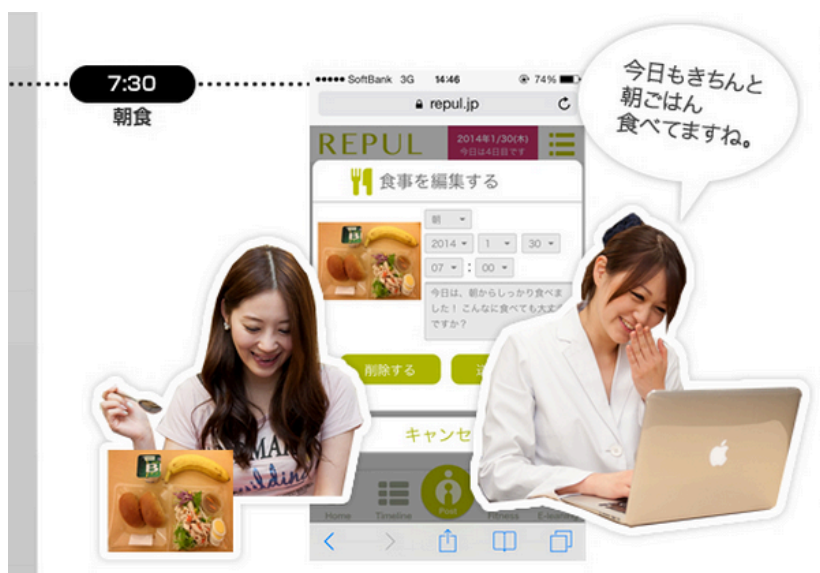 7:30
朝食
SoftBank 3G 14:46 74%
repul.jp
REPUL
2014年1/30(木)
今日は4日目です
食事を編集する
朝
2014 1 30
07 : 00
今日は、朝からしっかり食べま
した！こんなに食べても大丈
ですか？
削除する
キャンセ
Home Timeline Post Fitness E-learning
今日もきちんと
朝ごはん
食べてますね。